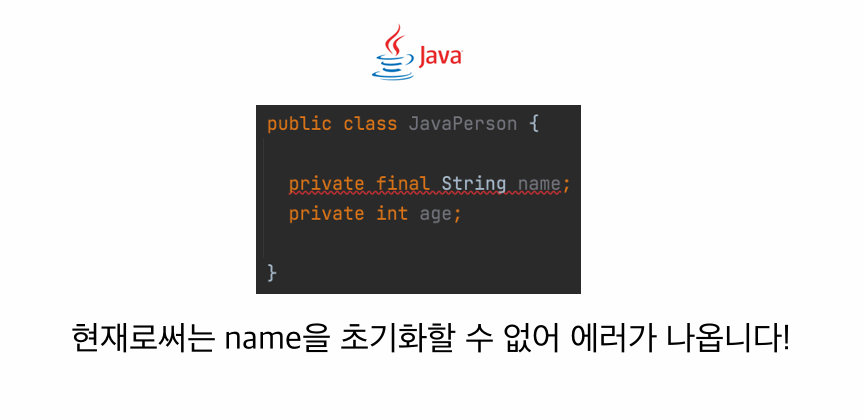 Java
public class JavaPerson {
private final String name;
private int age;
}
현재로써는 name을 초기화할 수 없어 에러가 나옵니다!